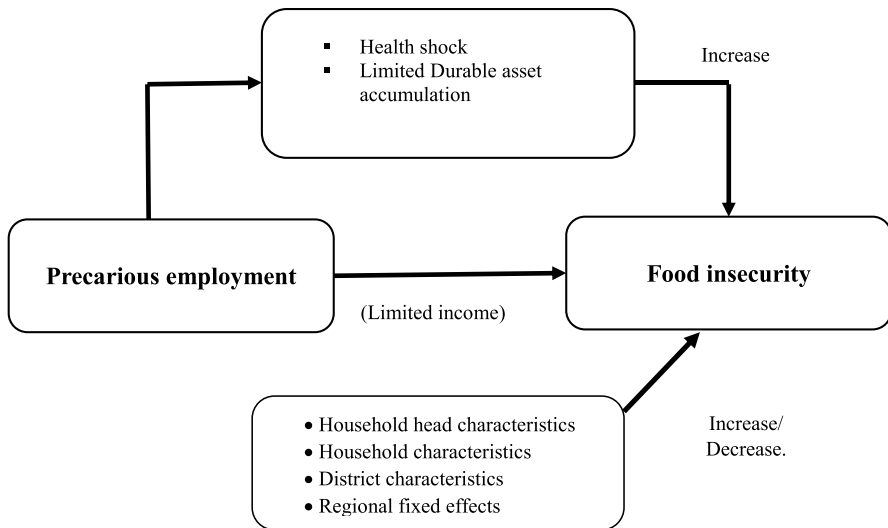 ▪ Health shock
▪ Limited Durable asset
accumulation
Increase
Precarious employment
Food insecurity
(Limited income)
• Household head characteristics
• Household characteristics
• District characteristics
• Regional fixed effects
Increase/
Decrease.